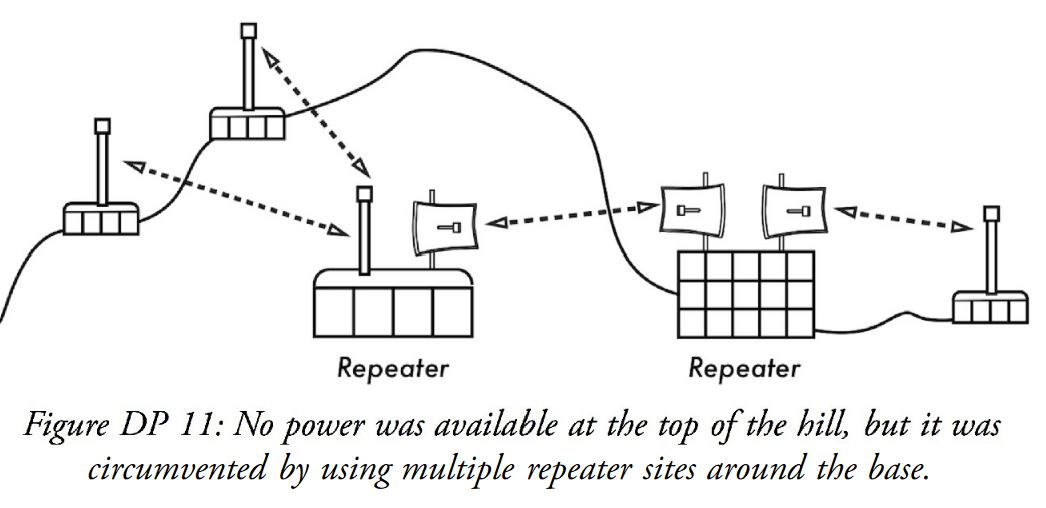 Repeater
Repeater
Figure DP 11: No power was available at the top of the hill, but it was
circumvented by using multiple repeater sites around the base.